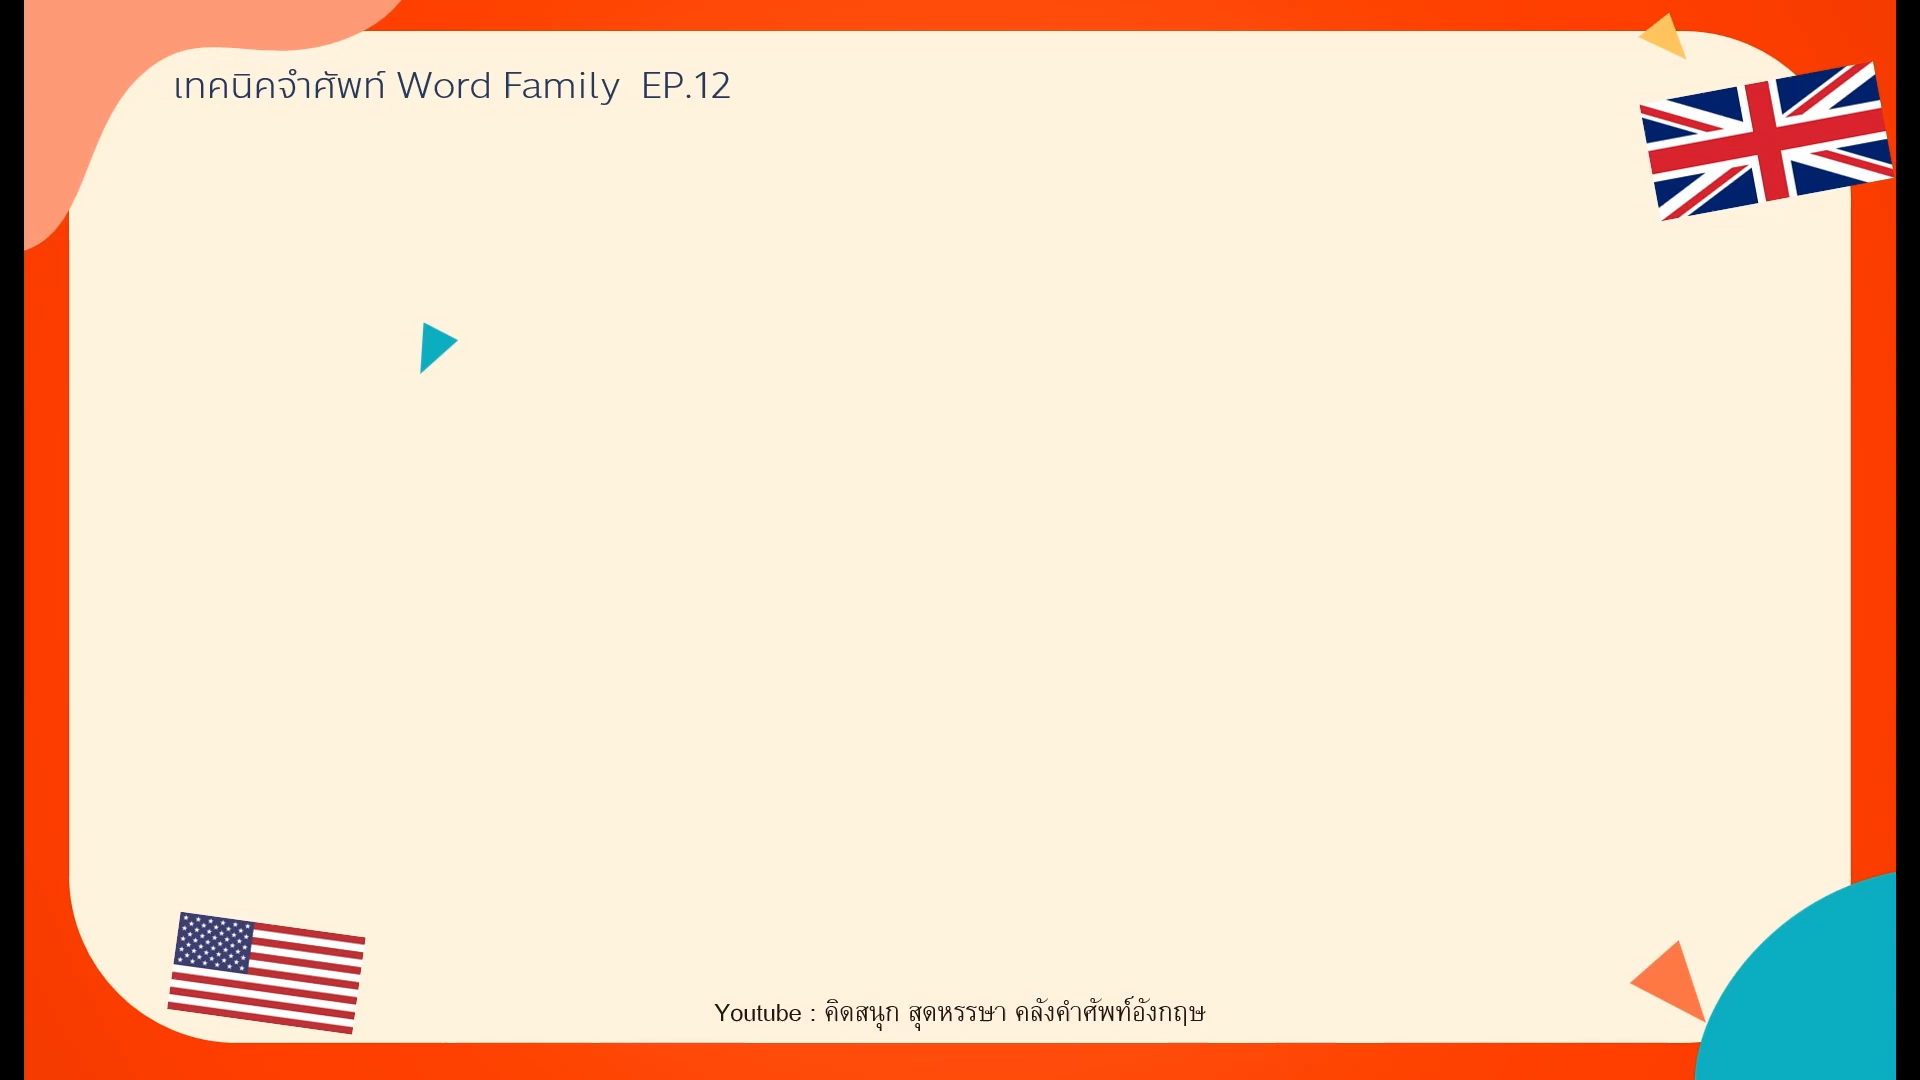 เทคนิคจำศัพท์ Word Family EP.12
Youtube : คิดสนุก สุดหรรษา คลังคำศัพท์อังกฤษ